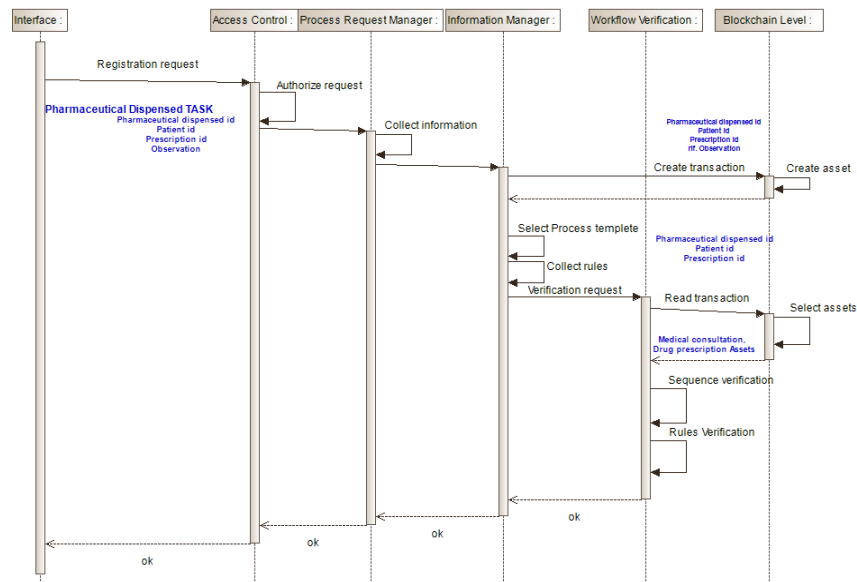 Interface :
Access Control :
Process Request Manager :
Information Manager :
Workflow Verification :
Blockchain Level :
Registration request
Authorize request
Pharmaceutical Dispensed TASK
Pharmaceutical dispensed id
Patient id
Prescription id
Observation
Collect information
Pharmaceutical dispensed id
Patient id
Prescription id
rif. Observation
Create transaction
Create asset
Select Process templete
Collect rules
Pharmaceutical dispensed id
Patient id
Prescription id
Verification request
Read transaction
Select assets
Medical consultation,
Drug prescription Assets
Sequence verification
Rules Verification
ok
ok
ok
ok